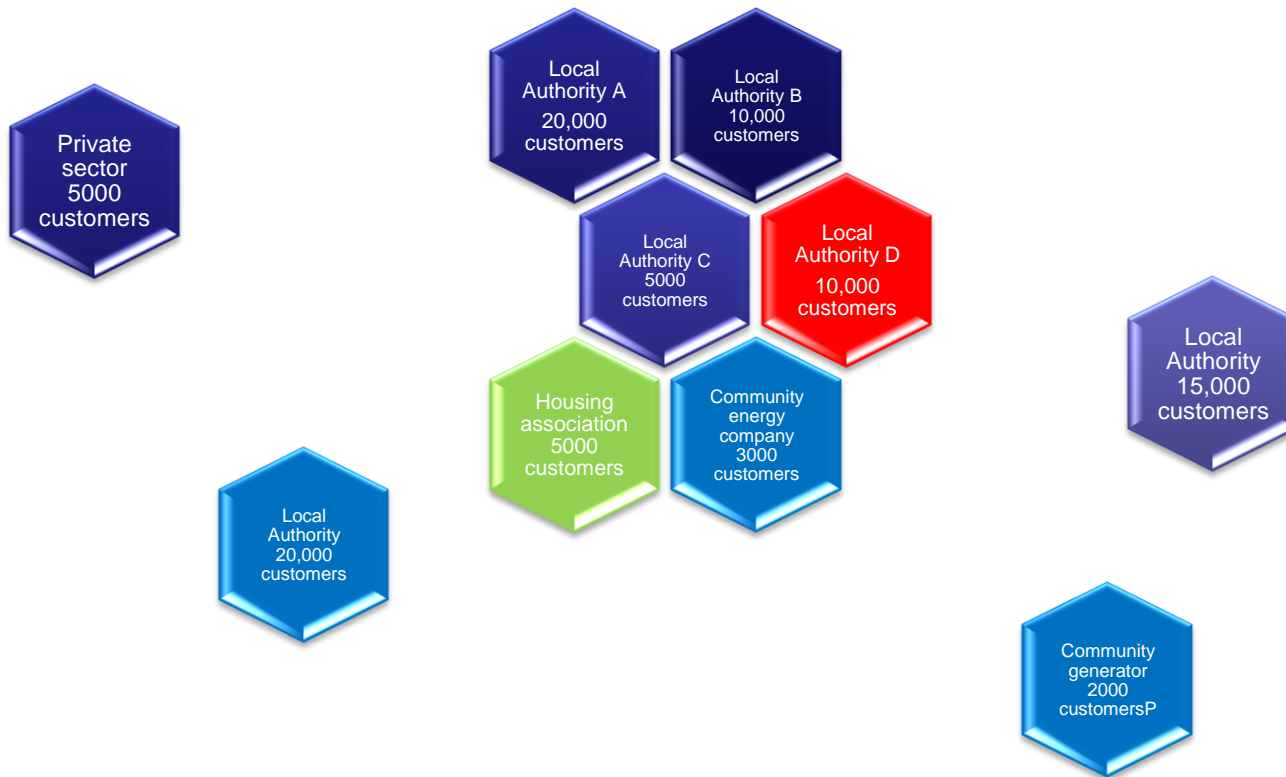 Local
Authority A
20,000
customers
Local
Authority B
10,000
customers
Private
sector
5000
customers
Local
Authority C
5000
customers
Local
Authority D
10,000
customers
Local
Authority
15,000
customers
Housing
association
5000
customers
Community
energy
company
3000
customers
Local
Authority
20,000
customers
Community
generator
2000
customersP